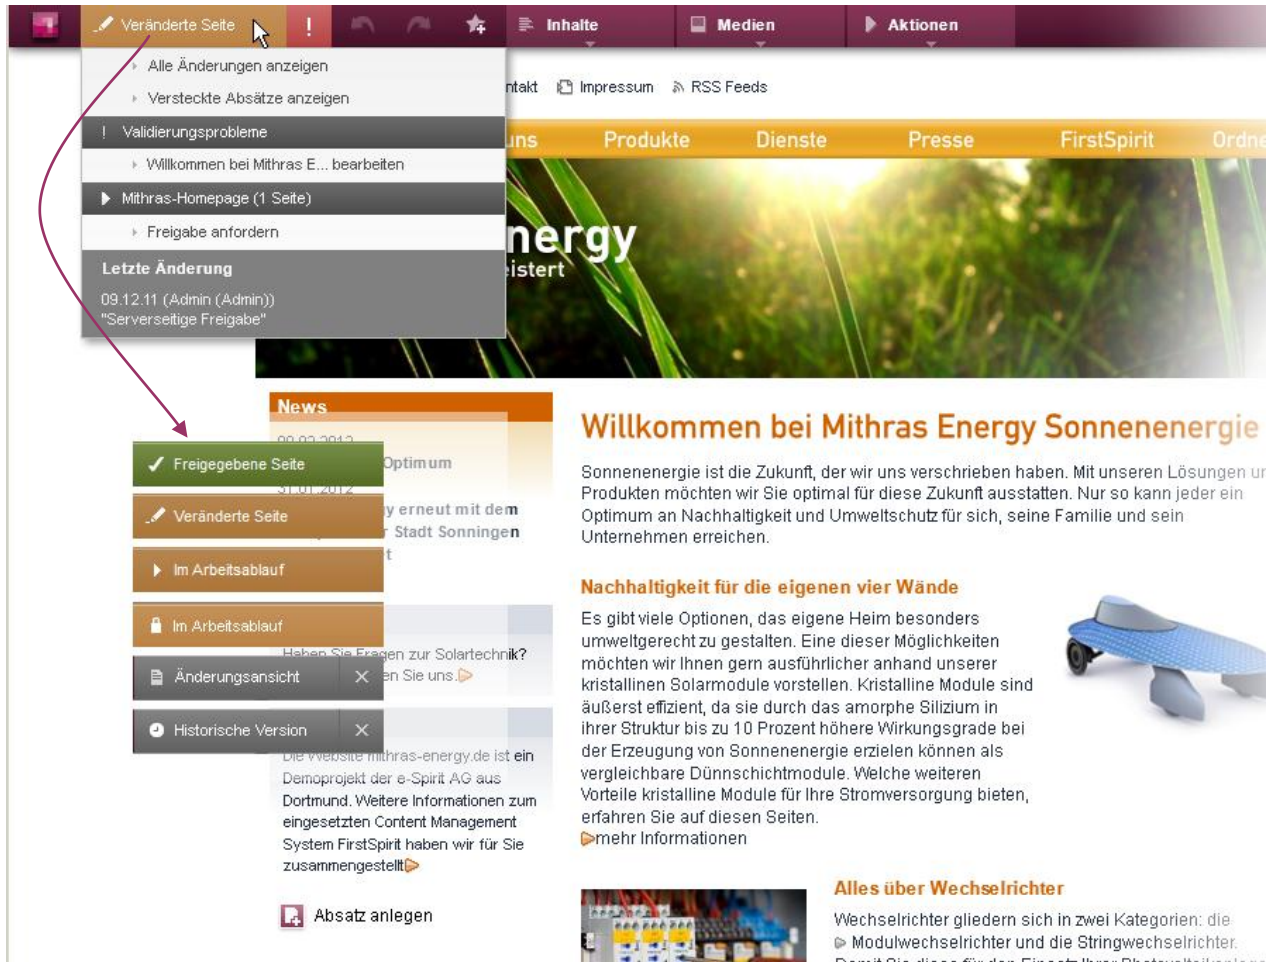 Veränderte Seite
!
Inhalte
Medien
Aktionen
Alle Änderungen anzeigen
Versteckte Absätze anzeigen
! Validierungsprobleme
Willkommen bei Mithras E... bearbeiten
Mithras-Homepage (1 Seite)
Freigabe anfordern
Letzte Änderung
09.12.11 (Admin (Admin))
"Serverseitige Freigabe"
ntakt
Impressum
RSS Feeds
uns
Produkte
Dienste
Presse
FirstSpirit
Ordne
nergy
eistert
News
Optimum
31.01.2012
y erneut mit dem
r Stadt Sonningen
t
Freigegebene Seite
Veränderte Seite
Im Arbeitsablauf
Im Arbeitsablauf
Änderungsansicht
Historische Version
Haben Sie Fragen zur Solartechnik?
en Sie uns.
Die Website mithras-energy.de ist ein
Demoprojekt der e-Spirit AG aus
Dortmund. Weitere Informationen zum
eingesetzten Content Management
System FirstSpirit haben wir für Sie
zusammengestellt
Absatz anlegen
Willkommen bei Mithras Energy Sonnenenergie
Sonnenenergie ist die Zukunft, der wir uns verschrieben haben. Mit unseren Lösungen un
Produkten möchten wir Sie optimal für diese Zukunft ausstatten. Nur so kann jeder ein
Optimum an Nachhaltigkeit und Umweltschutz für sich, seine Familie und sein
Unternehmen erreichen.
Nachhaltigkeit für die eigenen vier Wände
Es gibt viele Optionen, das eigene Heim besonders
umweltgerecht zu gestalten. Eine dieser Möglichkeiten
möchten wir Ihnen gern ausführlicher anhand unserer
kristallinen Solarmodule vorstellen. Kristalline Module sind
äußerst effizient, da sie durch das amorphe Silizium in
ihrer Struktur bis zu 10 Prozent höhere Wirkungsgrade bei
der Erzeugung von Sonnenenergie erzielen können als
vergleichbare Dünnschichtmodule. Welche weiteren
Vorteile kristalline Module für Ihre Stromversorgung bieten,
erfahren Sie auf diesen Seiten.
mehr Informationen
Alles über Wechselrichter
Wechselrichter gliedern sich in zwei Kategorien: die
Modulwechselrichter und die Stringwechselrichter.